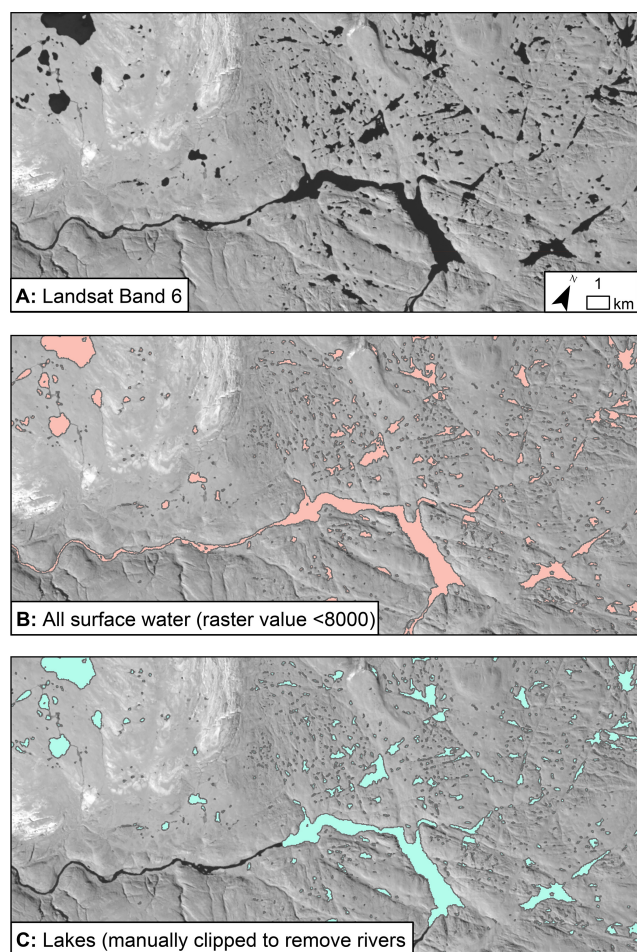 A: Landsat Band 6
N
1
km
B: All surface water (raster value <8000)
C: Lakes (manually clipped to remove rivers